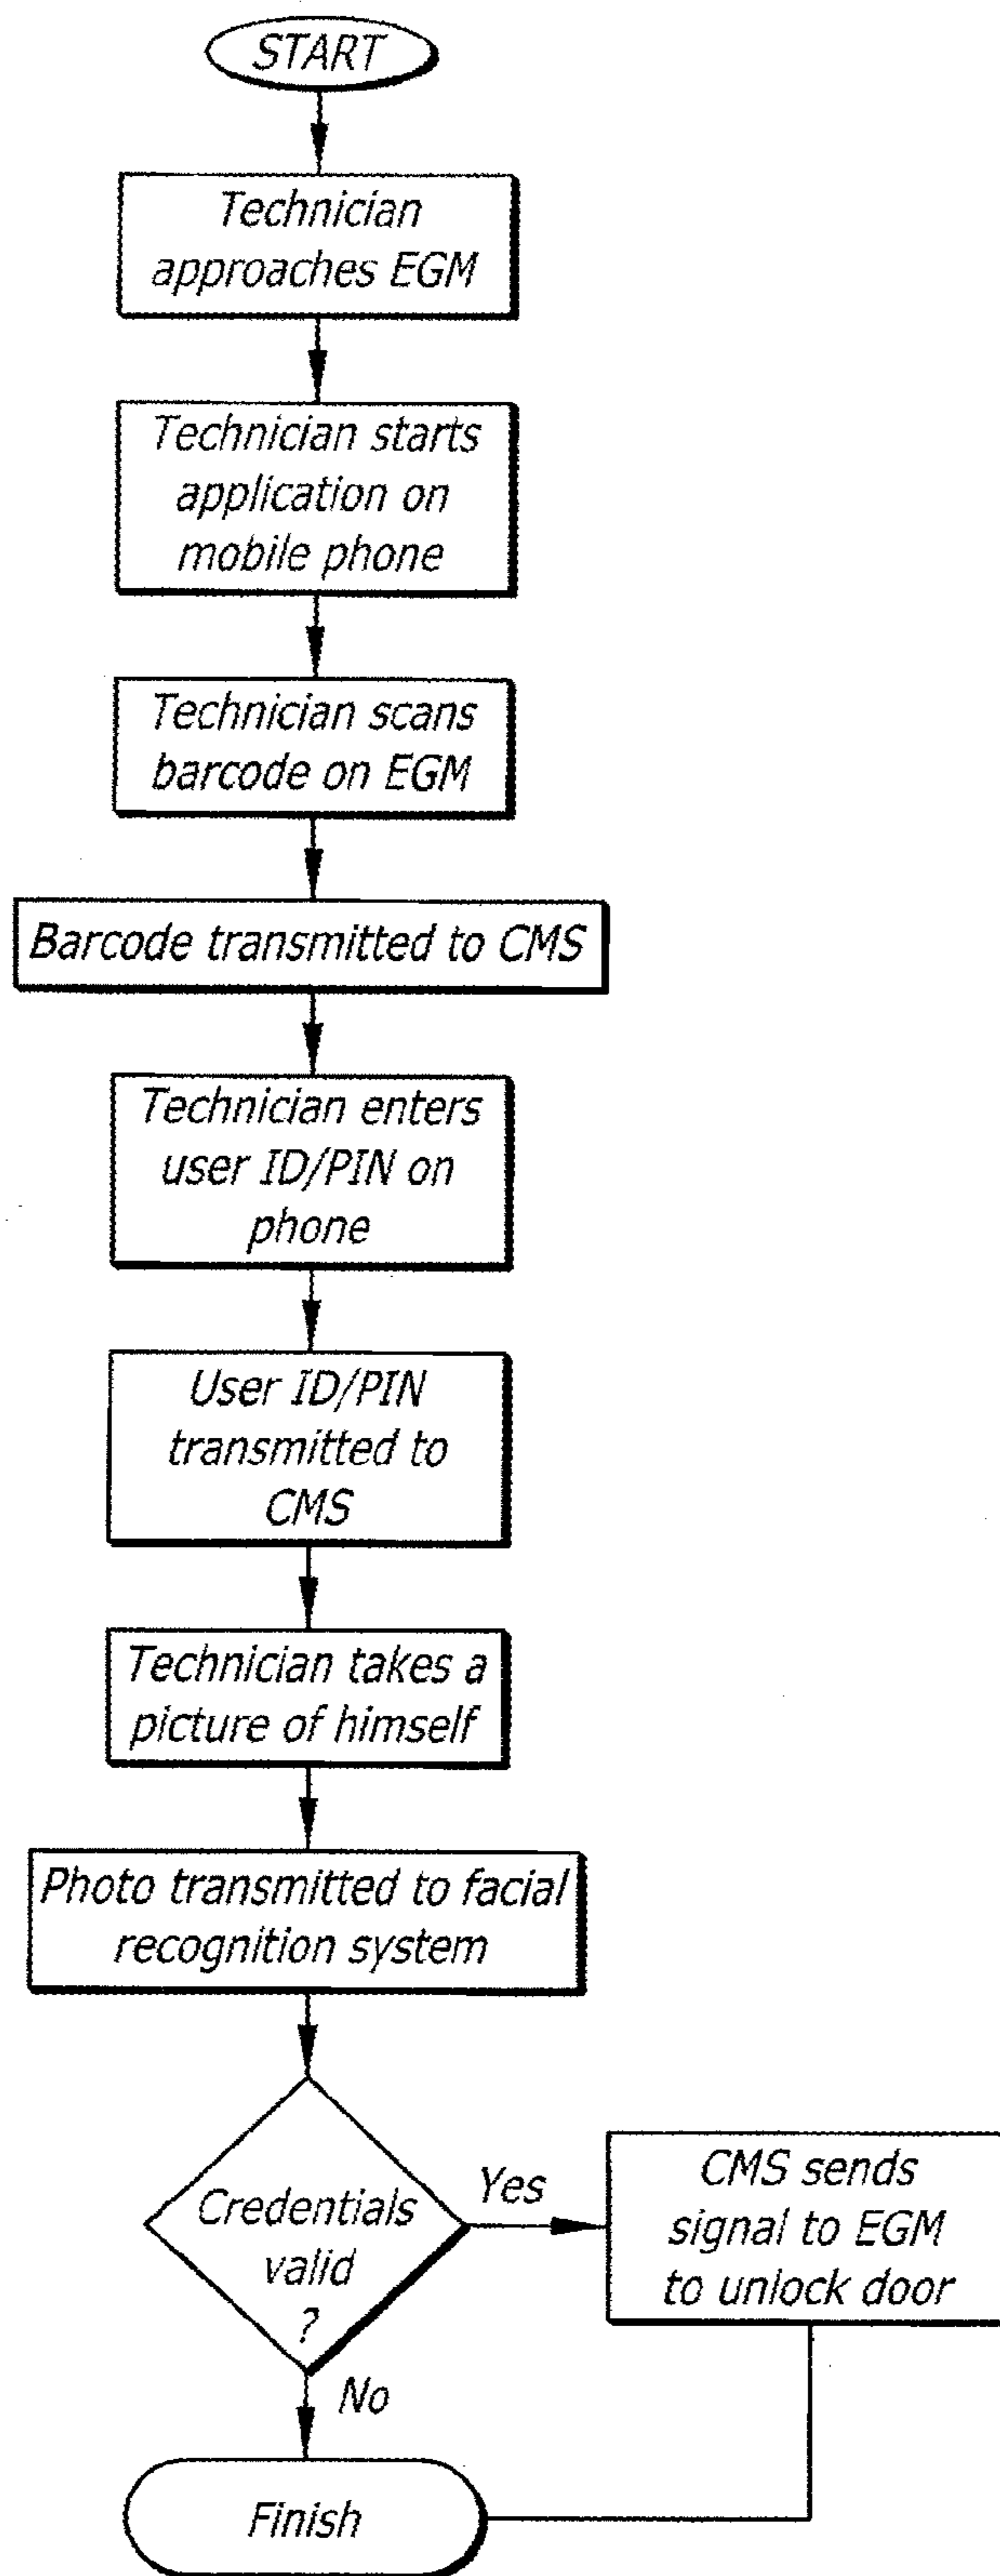 START
Technician
approaches EGM
Technician starts
application on
mobile phone
Technician scans
barcode on EGM
Barcode transmitted to CMS
Technician enters
user ID/PIN on
phone
User ID/PIN
transmitted to
CMS
Technician takes a
picture of himself
Photo transmitted to facial
recognition system
Credentials
valid
?
Yes
CMS sends
signal to EGM
to unlock door
No
Finish